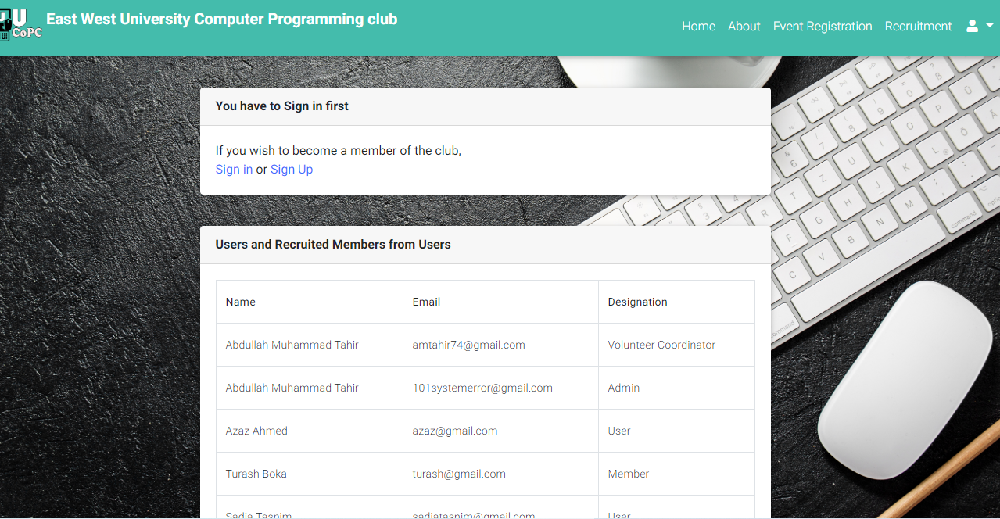 U
CoPC
East West University Computer Programming club
Home About Event Registration Recruitment
You have to Sign in first
If you wish to become a member of the club,
Sign in or Sign Up
Users and Recruited Members from Users
Name Email Designation
Abdullah Muhammad Tahir amtahir74@gmail.com Volunteer Coordinator
Abdullah Muhammad Tahir 101systemerror@gmail.com Admin
Azaz Ahmed azaz@gmail.com User
Turash Boka turash@gmail.com Member
Sadia Tasnim sadiatasnim@gmail.com User